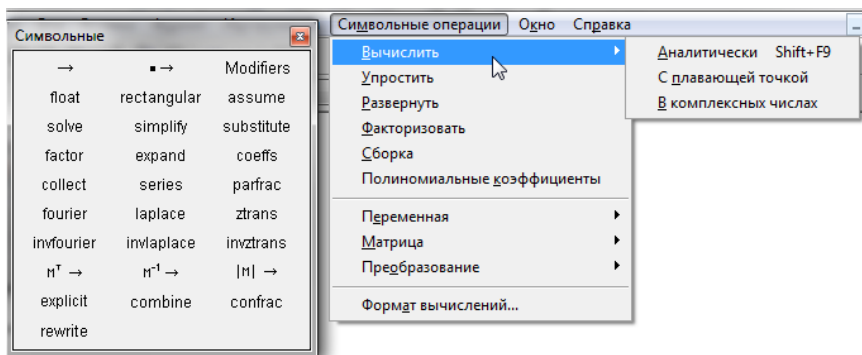 Символьные
→ ▪ → Modifiers
float rectangular assume
solve simplify substitute
factor expand coeffs
collect series parfrac
fourier laplace ztrans
invfourier invlaplace invztrans
Mᵀ → M⁻¹ → |M| →
explicit combine confrac
rewrite
Символьные операции Окно Справка
Вычислить
Упростить
Развернуть
Факторизовать
Сборка
Полиномиальные коэффициенты
Переменная
Матрица
Преобразование
Формат вычислений...
Аналитически Shift+F9
С плавающей точкой
В комплексных числах